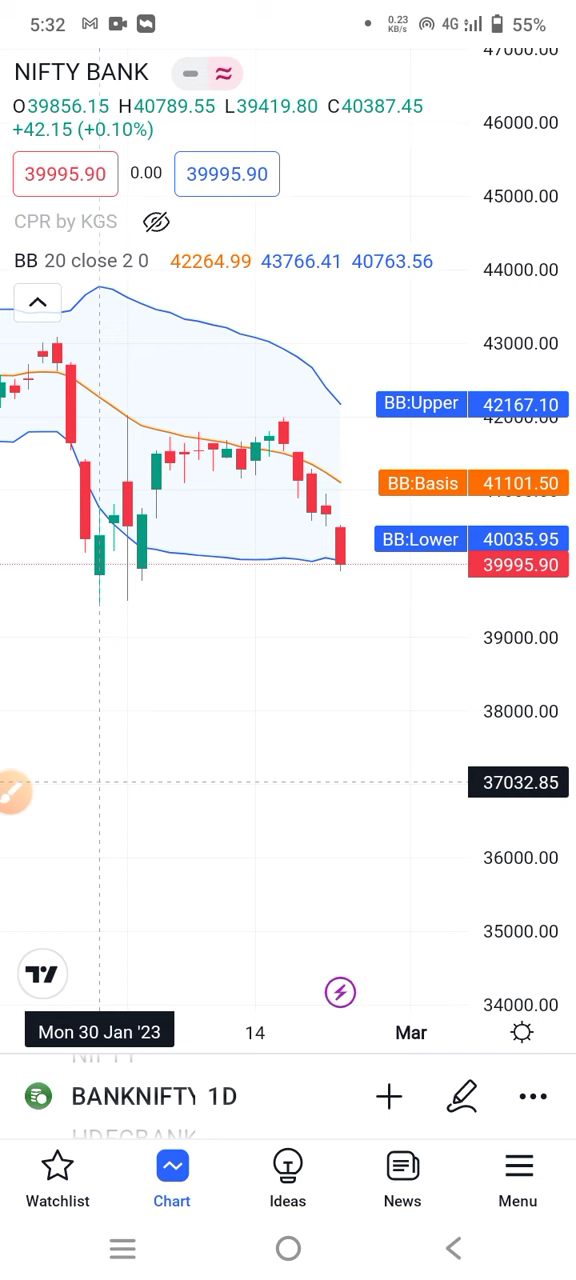 5:32 0.23 KB/s 4G 55%
47000.00
NIFTY BANK
O39856.15 H40789.55 L39419.80 C40387.45
+42.15 (+0.10%)
46000.00
39995.90 0.00 39995.90
45000.00
CPR by KGS
BB 20 close 2 0 42264.99 43766.41 40763.56
44000.00
43000.00
BB:Upper 42167.10
42000.00
BB:Basis 41101.50
BB:Lower 40035.95
39995.90
39000.00
38000.00
37032.85
36000.00
35000.00
34000.00
Mon 30 Jan '23 14 Mar
NIFTY
BANKNIFTY 1D
HDFCBANK
Watchlist Chart Ideas News Menu